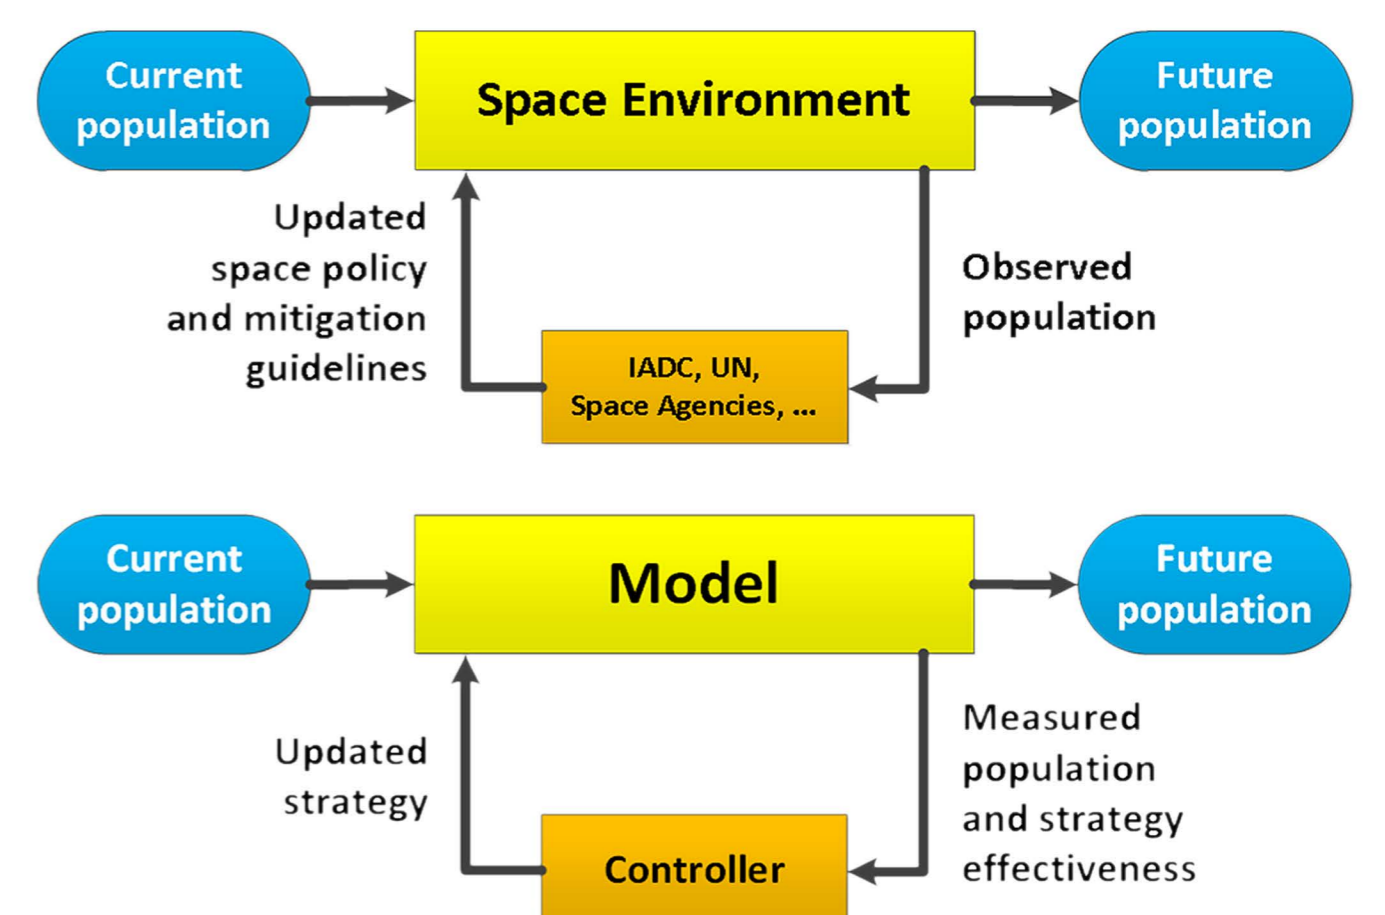 Current
population
Space Environment
Future
population
Updated
space policy
and mitigation
guidelines
Observed
population
IADC, UN,
Space Agencies, ...
Current
population
Model
Future
population
Updated
strategy
Measured
population
and strategy
effectiveness
Controller